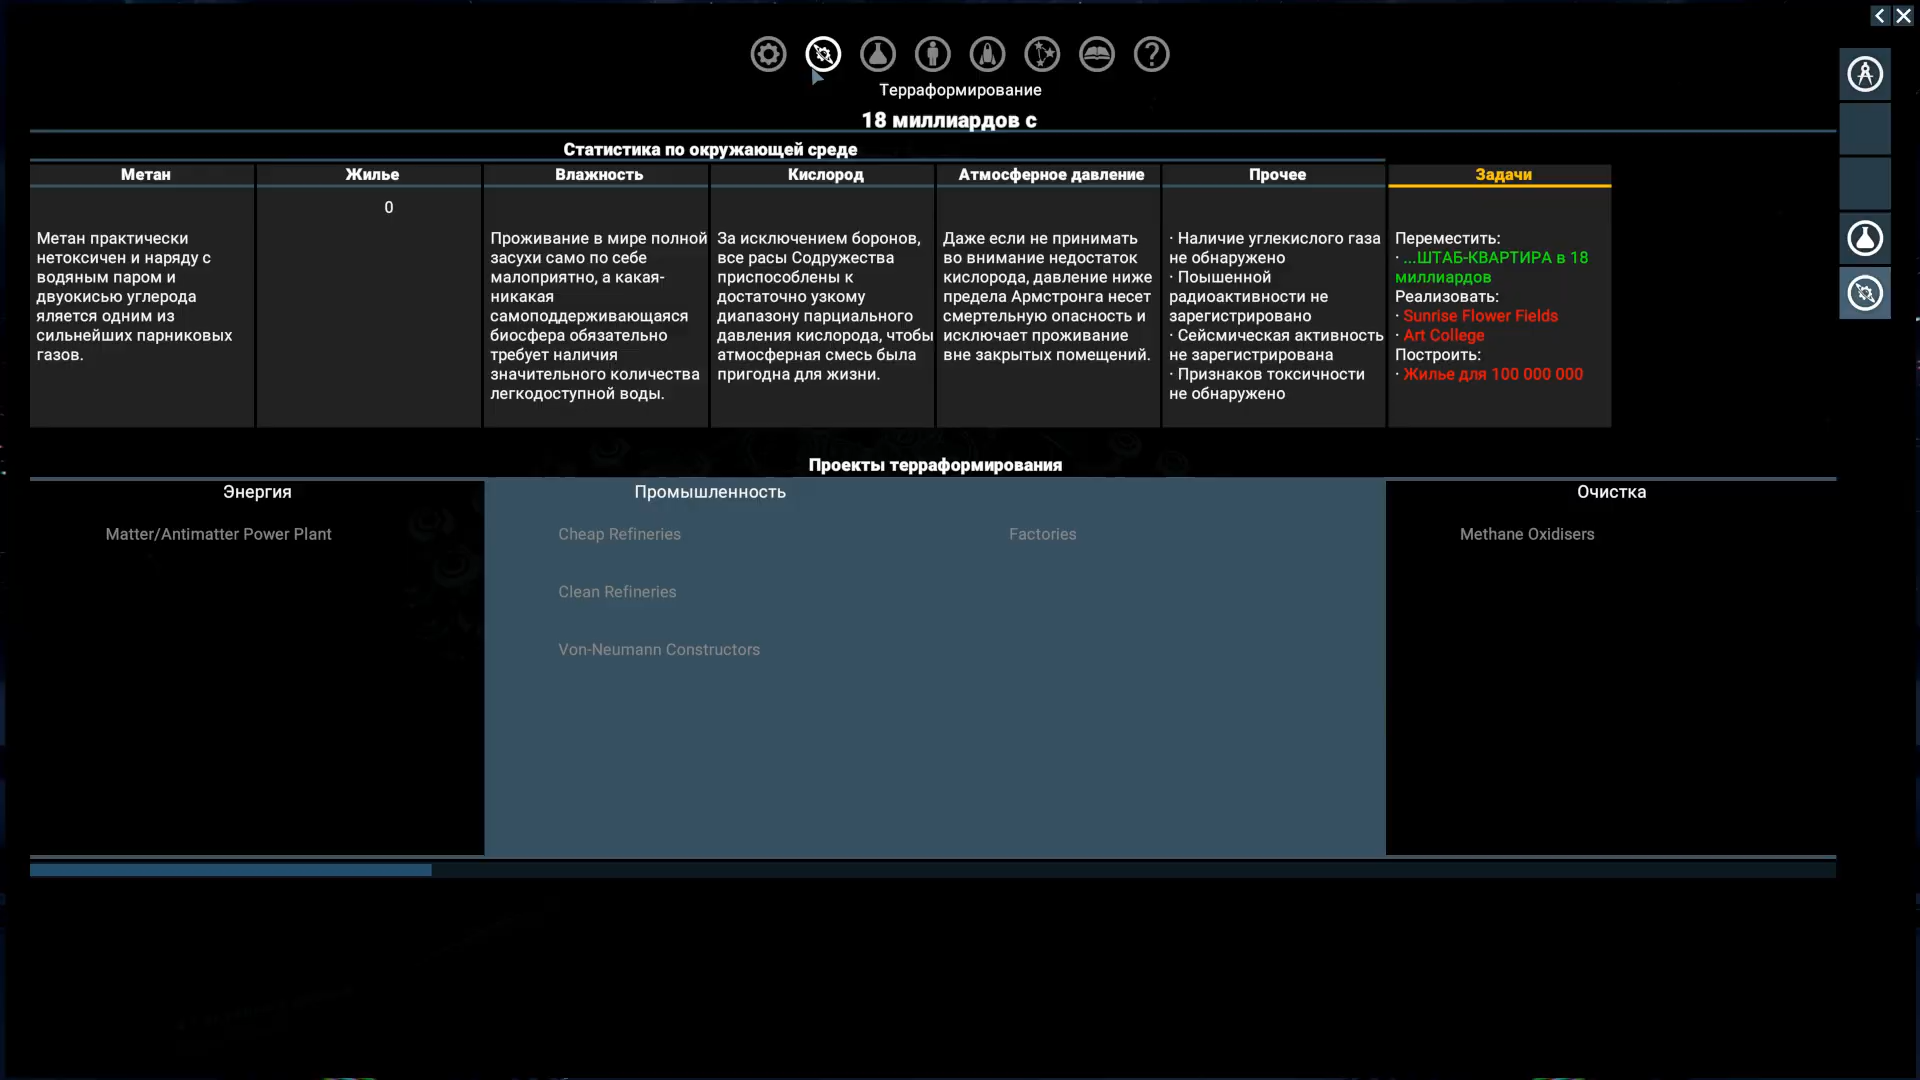 Терраформирование
18 миллиардов с
Статистика по окружающей среде
Метан
Метан практически
нетоксичен и наряду с
водяным паром и
двуокисью углерода
яляется одним из
сильнейших парниковых
газов.
Жилье
0
Влажность
Проживание в мире полной
засухи само по себе
малоприятно, а какая-
никакая
самоподдерживающаяся
биосфера обязательно
требует наличия
значительного количества
легкодоступной воды.
Кислород
За исключением боронов,
все расы Содружества
приспособлены к
достаточно узкому
диапазону парциального
давления кислорода, чтобы
атмосферная смесь была
пригодна для жизни.
Атмосферное давление
Даже если не принимать
во внимание недостаток
кислорода, давление ниже
предела Армстронга несет
смертельную опасность и
исключает проживание
вне закрытых помещений.
Прочее
· Наличие углекислого газа
не обнаружено
· Поышенной
радиоактивности не
зарегистрировано
· Сейсмическая активность
не зарегистрирована
· Признаков токсичности
не обнаружено
Задачи
Переместить:
· ...ШТАБ-КВАРТИРА в 18
миллиардов
Реализовать:
· Sunrise Flower Fields
· Art College
Построить:
· Жилье для 100 000 000
Проекты терраформирования
Энергия
Matter/Antimatter Power Plant
Промышленность
Cheap Refineries
Factories
Clean Refineries
Von-Neumann Constructors
Очистка
Methane Oxidisers